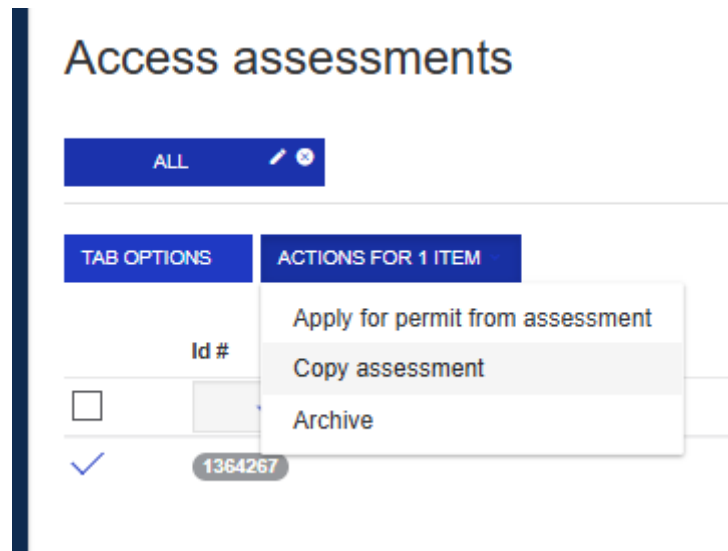 Access assessments
ALL
TAB OPTIONS
ACTIONS FOR 1 ITEM
Apply for permit from assessment
Id #
Copy assessment
Archive
1364267